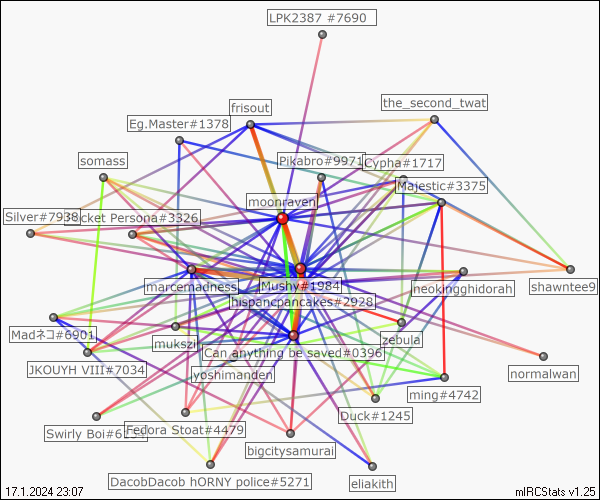 LPK2387 #7690
the_second_twat
frisout
Eg.Master#1378
Pikabro#9971
Cypha#1717
somass
Majestic#3375
moonraven
Silver#7938
Persona#3326
marcemadness
Mushy#1984
neokingghidorah
shawntee9
hispancpancakes#2928
Madネコ#6901
mukszil
zebula
Can anything be saved#0396
JKOUYH VIII#7034
yoshimanden
normalwan
ming#4742
Duck#1245
Swirly Boi
Fedora Stoat#4479
bigcitysamurai
DacobDacob hORNY police#5271
eliakith
17.1.2024 23:07
mIRCStats v1.25